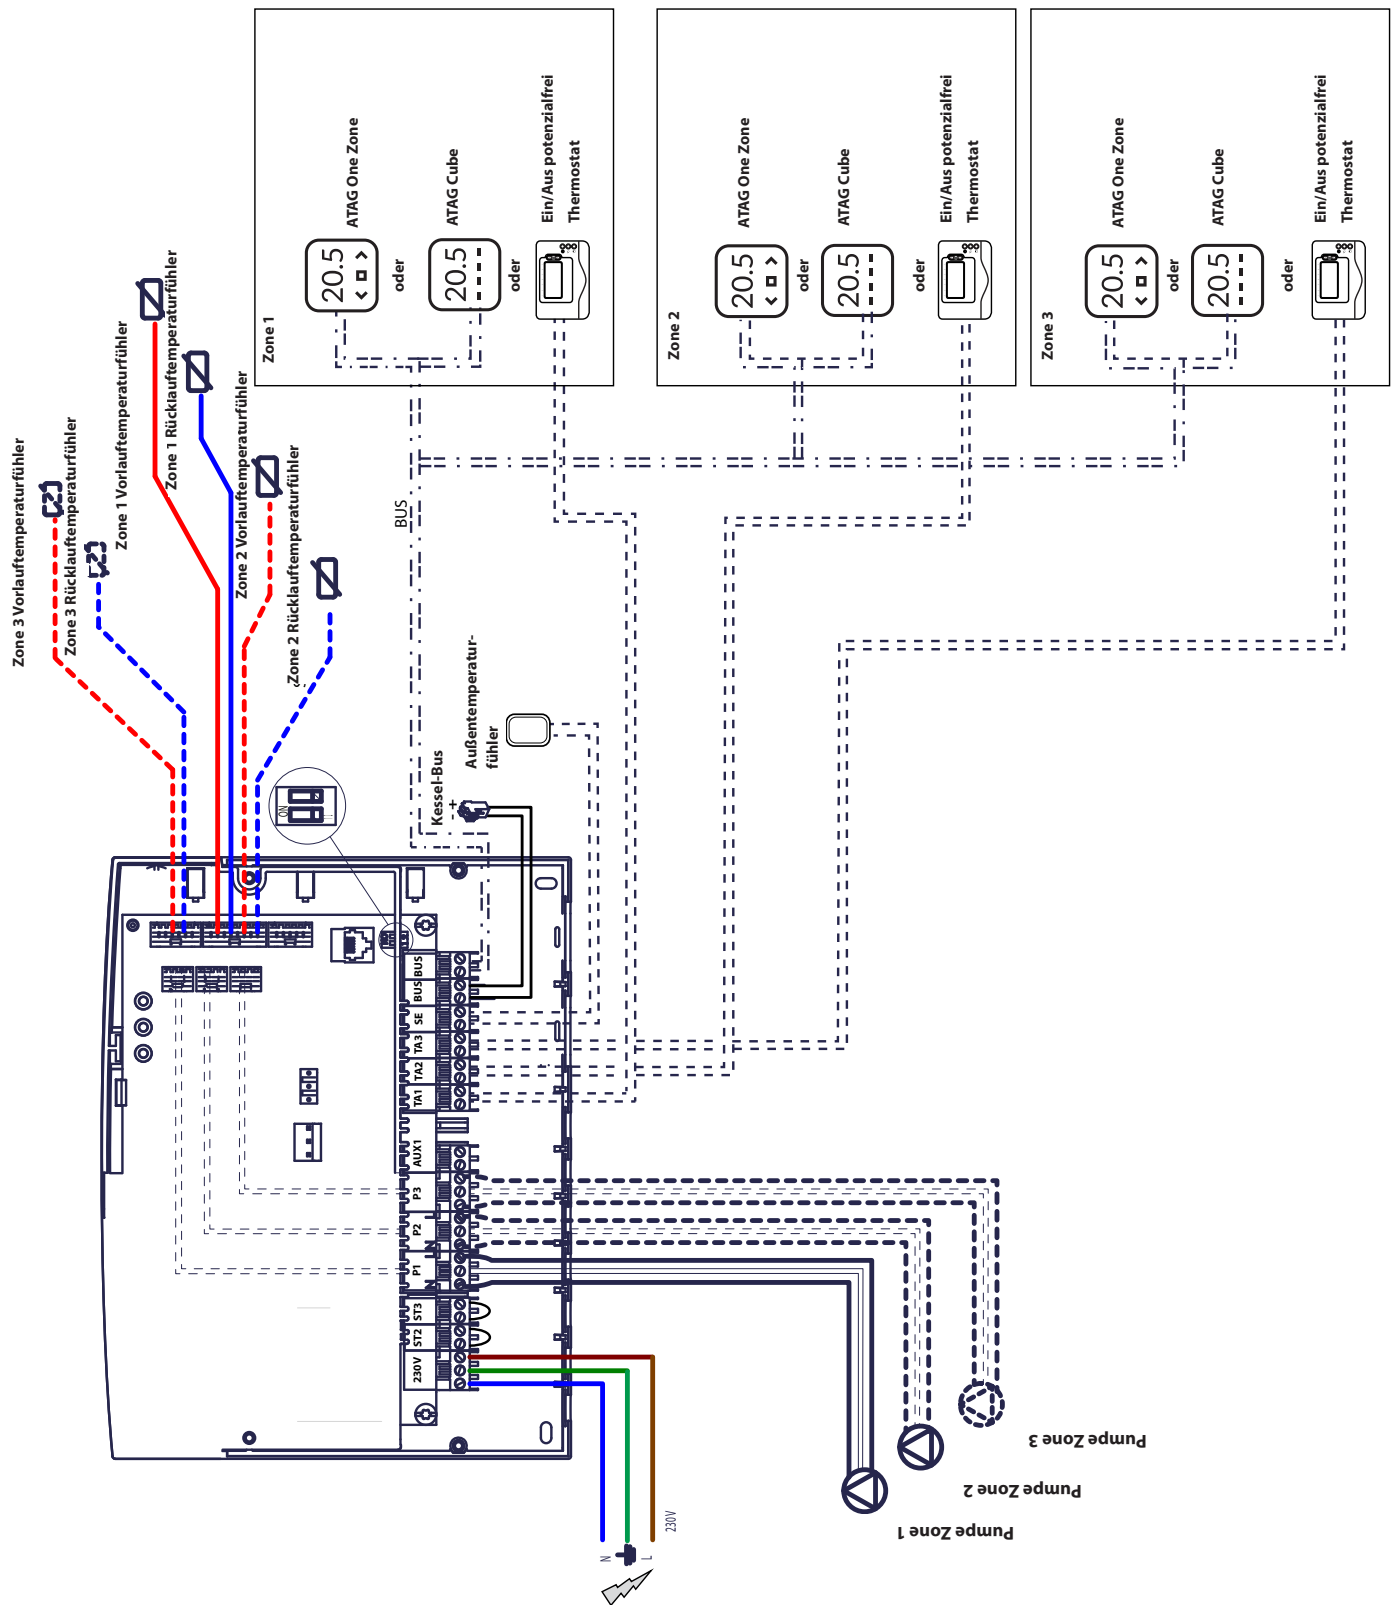 Zone 1
20.5
ATAG One Zone
oder
20.5
ATAG Cube
oder
Ein/Aus potenzialfrei
Thermostat
Zone 2
20.5
ATAG One Zone
oder
20.5
ATAG Cube
oder
Ein/Aus potenzialfrei
Thermostat
Zone 3
20.5
ATAG One Zone
oder
20.5
ATAG Cube
oder
Ein/Aus potenzialfrei
Thermostat
Zone 3 Vorlauftemperaturfühler
Zone 3 Rücklauftemperaturfühler
Zone 1 Vorlauftemperaturfühler
Zone 1 Rücklauftemperaturfühler
Zone 2 Vorlauftemperaturfühler
Zone 2 Rücklauftemperaturfühler
BUS
Kessel-Bus
- +
Außentemperatur-
fühler
ON
BUS
BUS
SE
TA3
TA2
TA1
AUX1
P3
P2
P1
ST3
ST2
230V
L
N
L
N
N
L
230V
Pumpe Zone 1
Pumpe Zone 2
Pumpe Zone 3